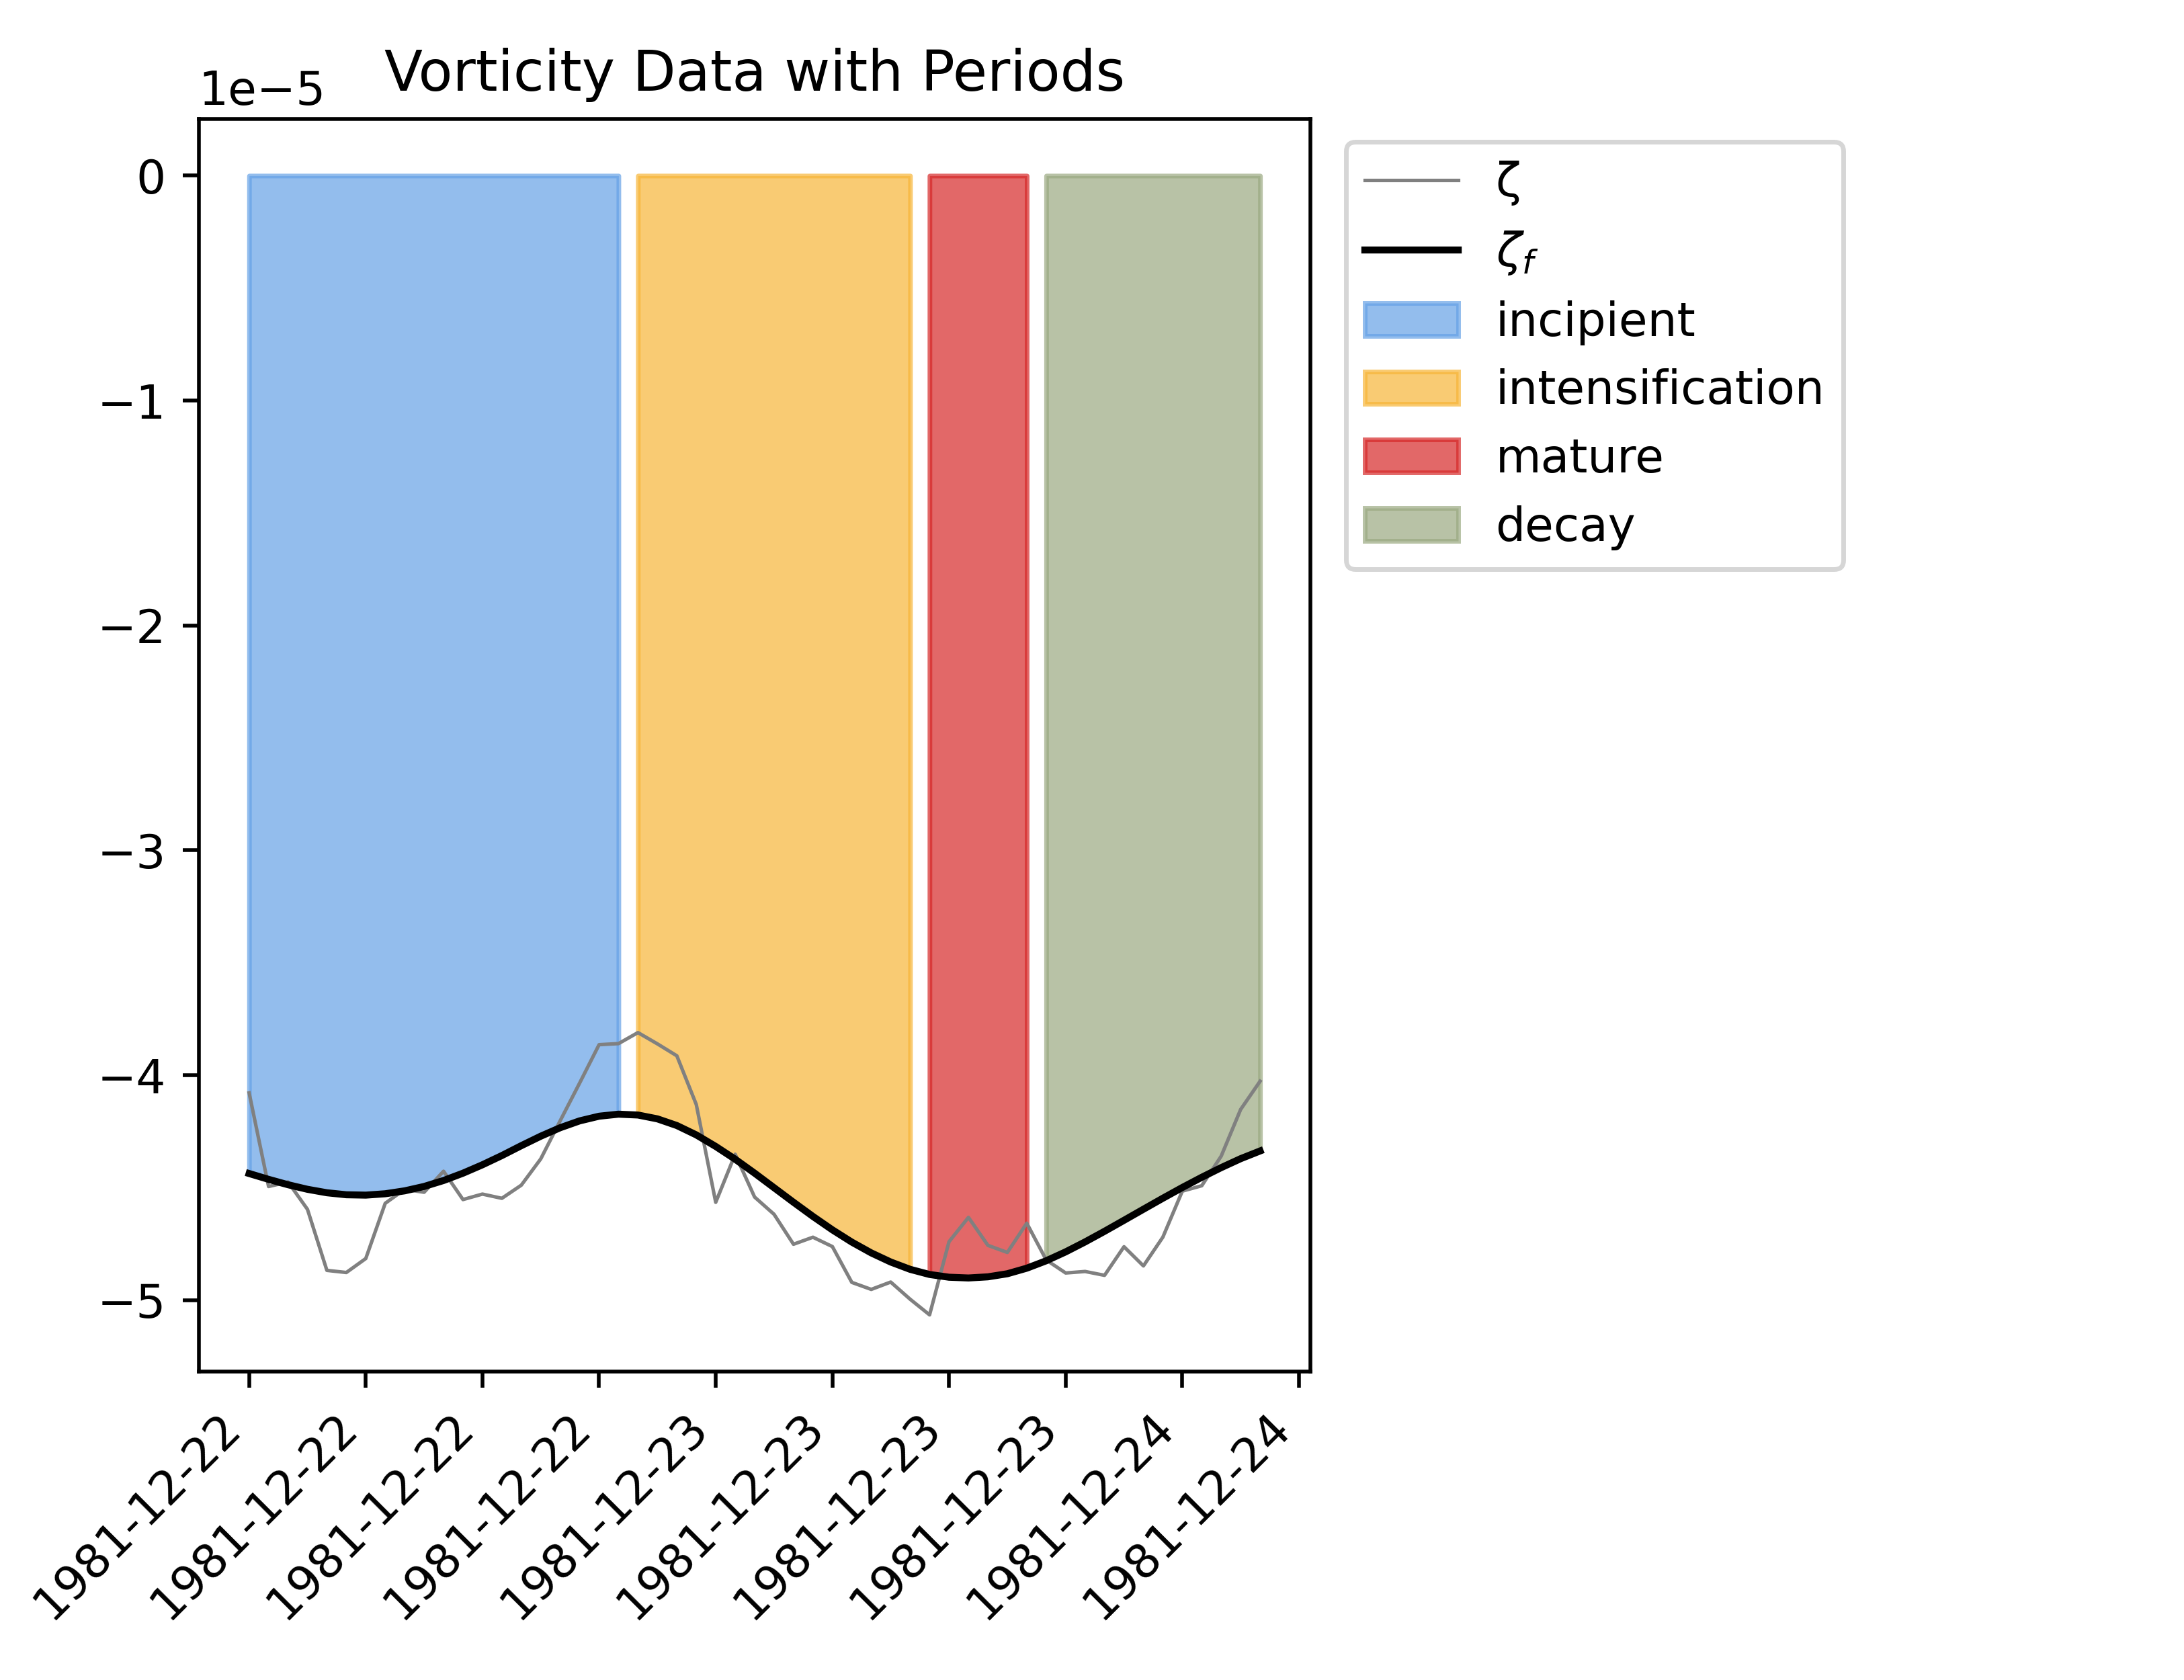 Vorticity Data with Periods
1e−5
0
−1
−2
−3
−4
−5
1981-12-22
1981-12-22
1981-12-22
1981-12-22
1981-12-23
1981-12-23
1981-12-23
1981-12-23
1981-12-24
1981-12-24
ζ
ζf
incipient
intensification
mature
decay